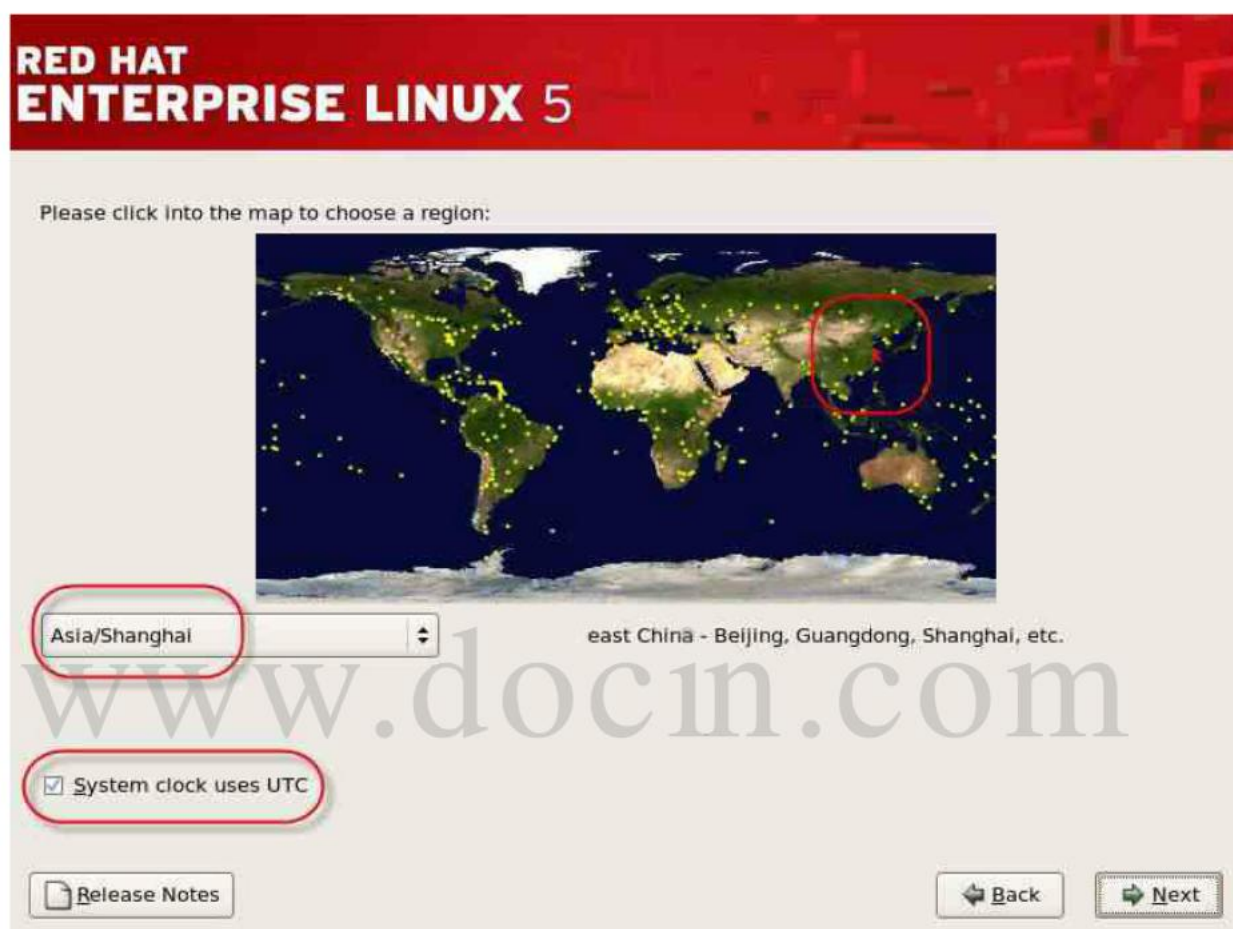 RED HAT
ENTERPRISE LINUX 5
Please click into the map to choose a region:
Asia/Shanghai
east China - Beijing, Guangdong, Shanghai, etc.
www.docin.com
System clock uses UTC
Release Notes
Back
Next